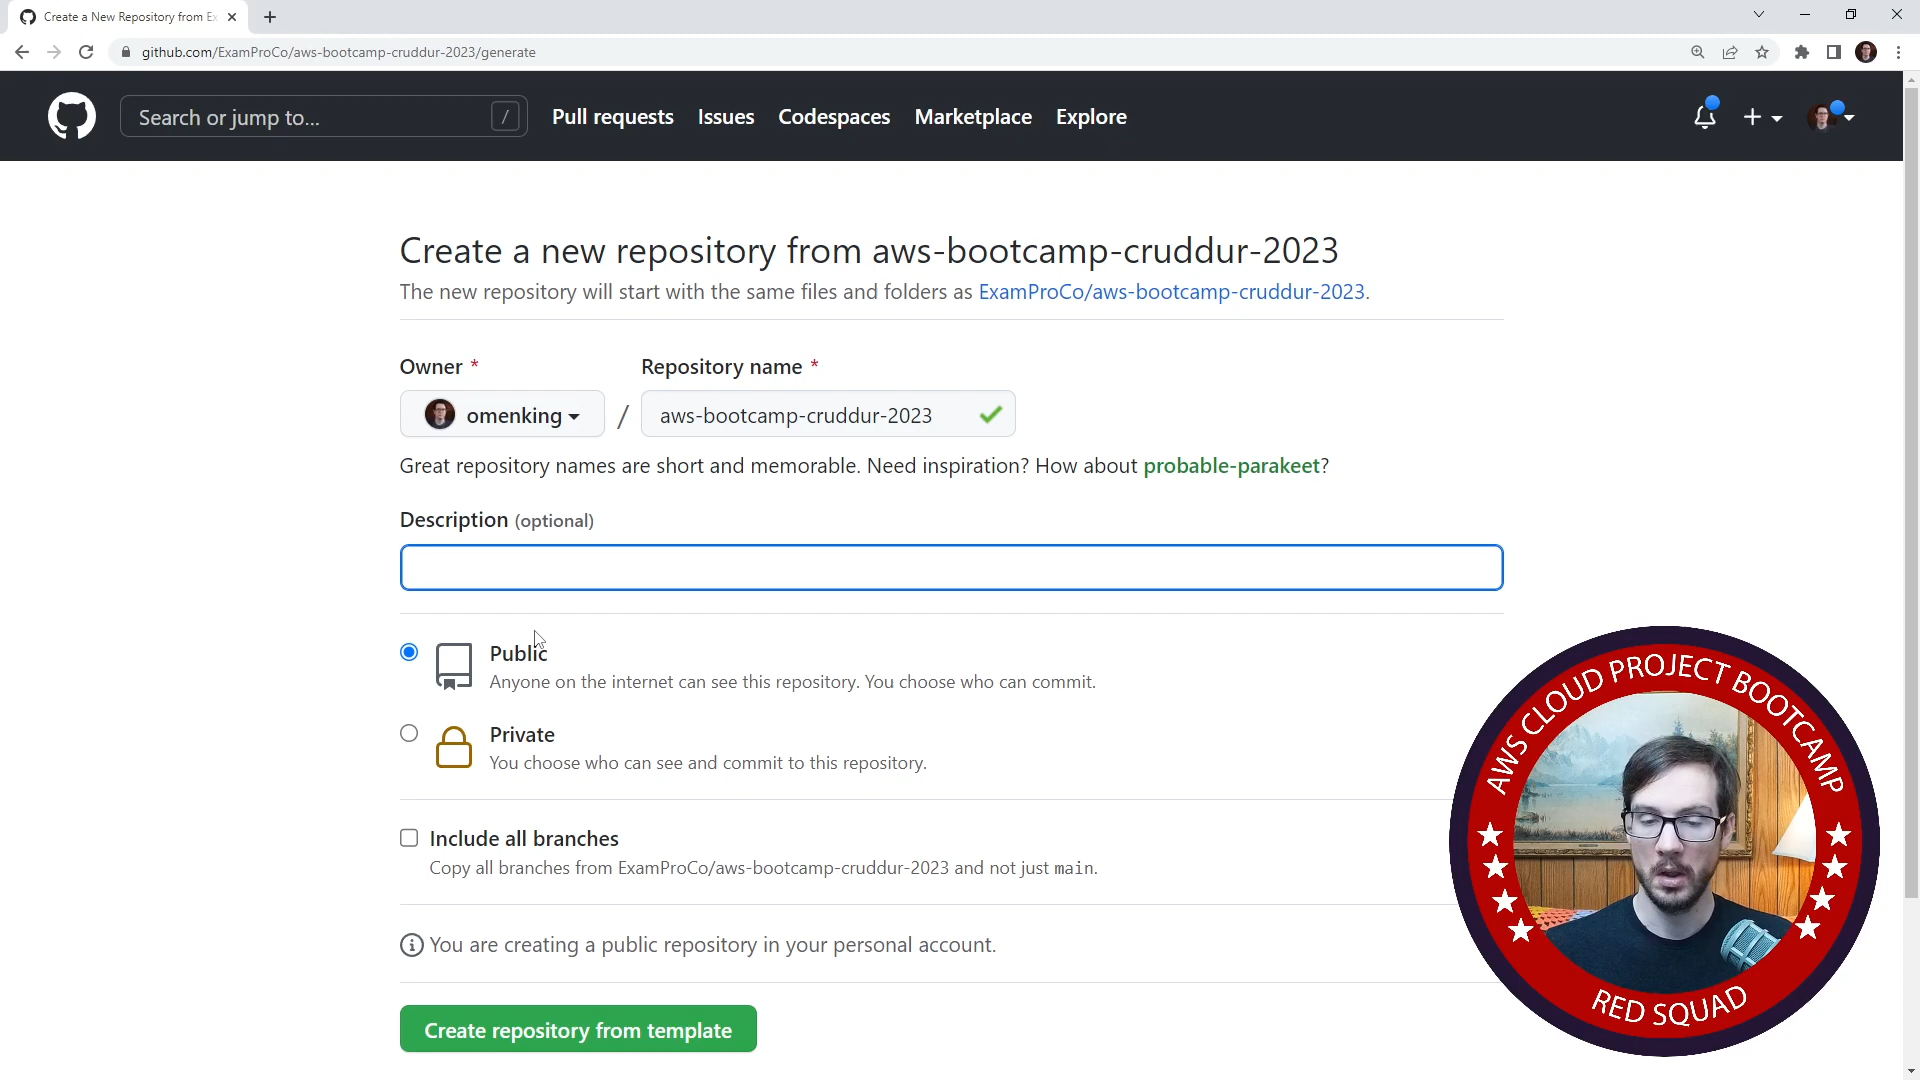 Create a New Repository from Ex
github.com/ExamProCo/aws-bootcamp-cruddur-2023/generate
Search or jump to...
/
Pull requests
Issues
Codespaces
Marketplace
Explore
Create a new repository from aws-bootcamp-cruddur-2023
The new repository will start with the same files and folders as ExamProCo/aws-bootcamp-cruddur-2023.
Owner *
Repository name *
omenking
/
aws-bootcamp-cruddur-2023
Great repository names are short and memorable. Need inspiration? How about probable-parakeet?
Description (optional)
Public
Anyone on the internet can see this repository. You choose who can commit.
Private
You choose who can see and commit to this repository.
Include all branches
Copy all branches from ExamProCo/aws-bootcamp-cruddur-2023 and not just main.
You are creating a public repository in your personal account.
Create repository from template
AWS CLOUD PROJECT BOOTCAMP
RED SQUAD